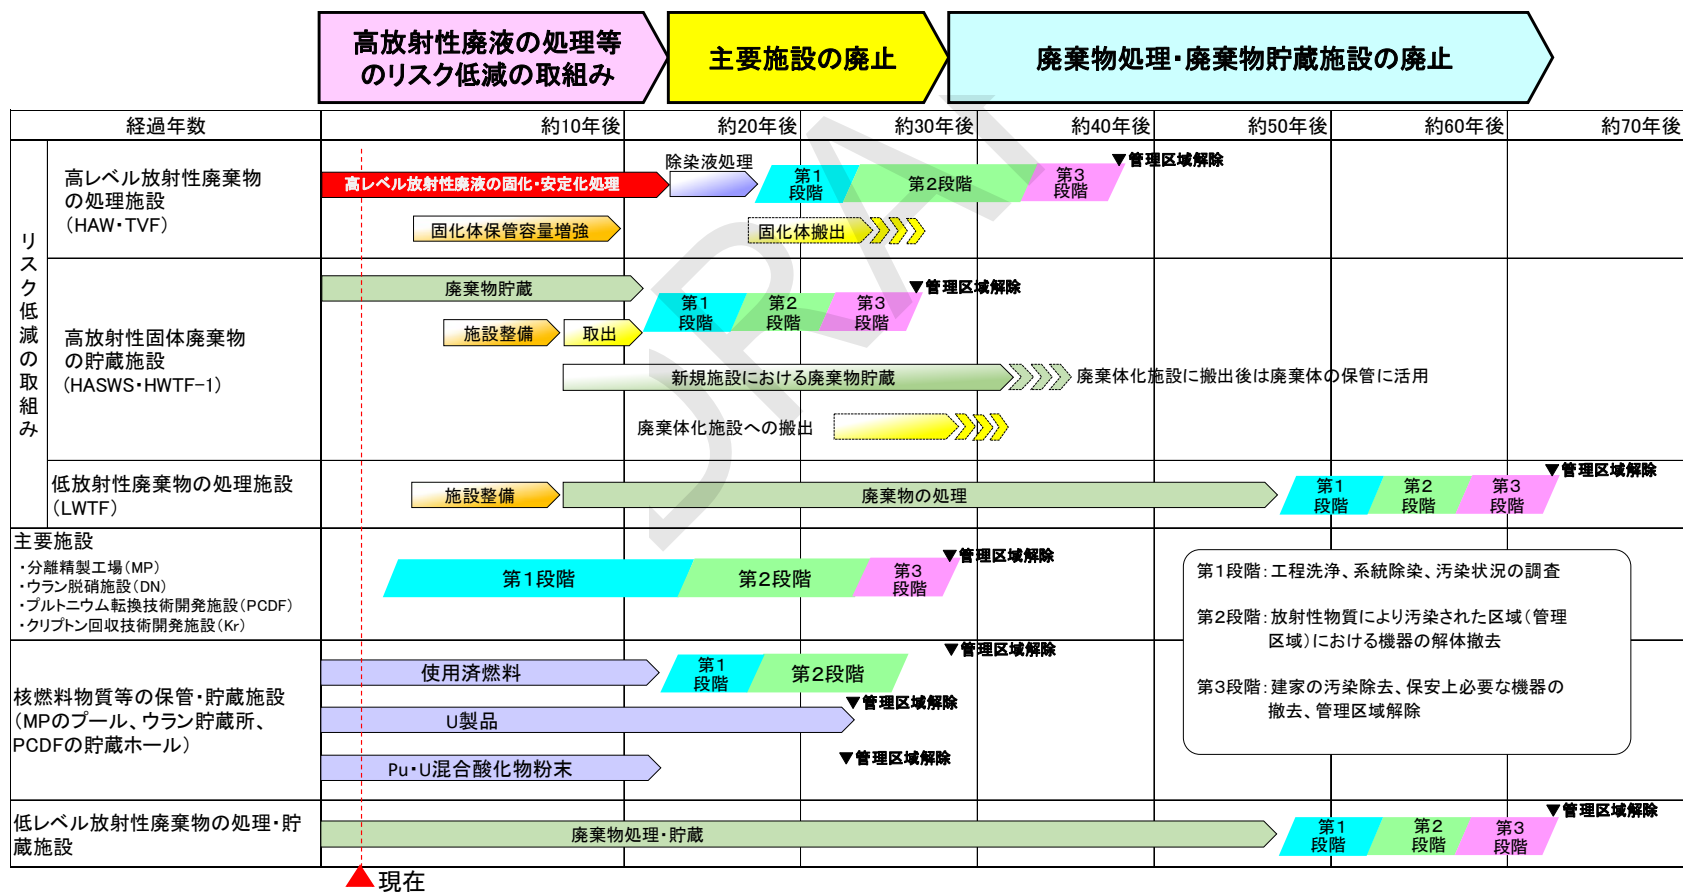 高放射性廃液の処理等
のリスク低減の取組み
主要施設の廃止
廃棄物処理・廃棄物貯蔵施設の廃止
経過年数
約10年後
約20年後
約30年後
約40年後
約50年後
約60年後
約70年後
リスク低減の取組み
高レベル放射性廃棄物
の処理施設
(HAW・TVF)
高レベル放射性廃液の固化・安定化処理
除染液処理
第1
段階
第2段階
第3
段階
▼管理区域解除
固化体保管容量増強
固化体搬出
高放射性固体廃棄物
の貯蔵施設
(HASWS・HWTF-1)
廃棄物貯蔵
第1
段階
第2
段階
第3
段階
▼管理区域解除
施設整備
取出
新規施設における廃棄物貯蔵
廃棄体化施設に搬出後は廃棄体の保管に活用
廃棄体化施設への搬出
低放射性廃棄物の処理施設
(LWTF)
施設整備
廃棄物の処理
第1
段階
第2
段階
第3
段階
▼管理区域解除
主要施設
・分離精製工場(MP)
・ウラン脱硝施設(DN)
・プルトニウム転換技術開発施設(PCDF)
・クリプトン回収技術開発施設(Kr)
第1段階
第2段階
第3
段階
▼管理区域解除
第1段階:工程洗浄、系統除染、汚染状況の調査
第2段階:放射性物質により汚染された区域(管理
区域)における機器の解体撤去
第3段階:建家の汚染除去、保安上必要な機器の
撤去、管理区域解除
核燃料物質等の保管・貯蔵施設
(MPのプール、ウラン貯蔵所、
PCDFの貯蔵ホール)
使用済燃料
第1
段階
第2段階
▼管理区域解除
U製品
▼管理区域解除
Pu・U混合酸化物粉末
▼管理区域解除
低レベル放射性廃棄物の処理・貯
蔵施設
廃棄物処理・貯蔵
第1
段階
第2
段階
第3
段階
▼管理区域解除
現在
DRAF